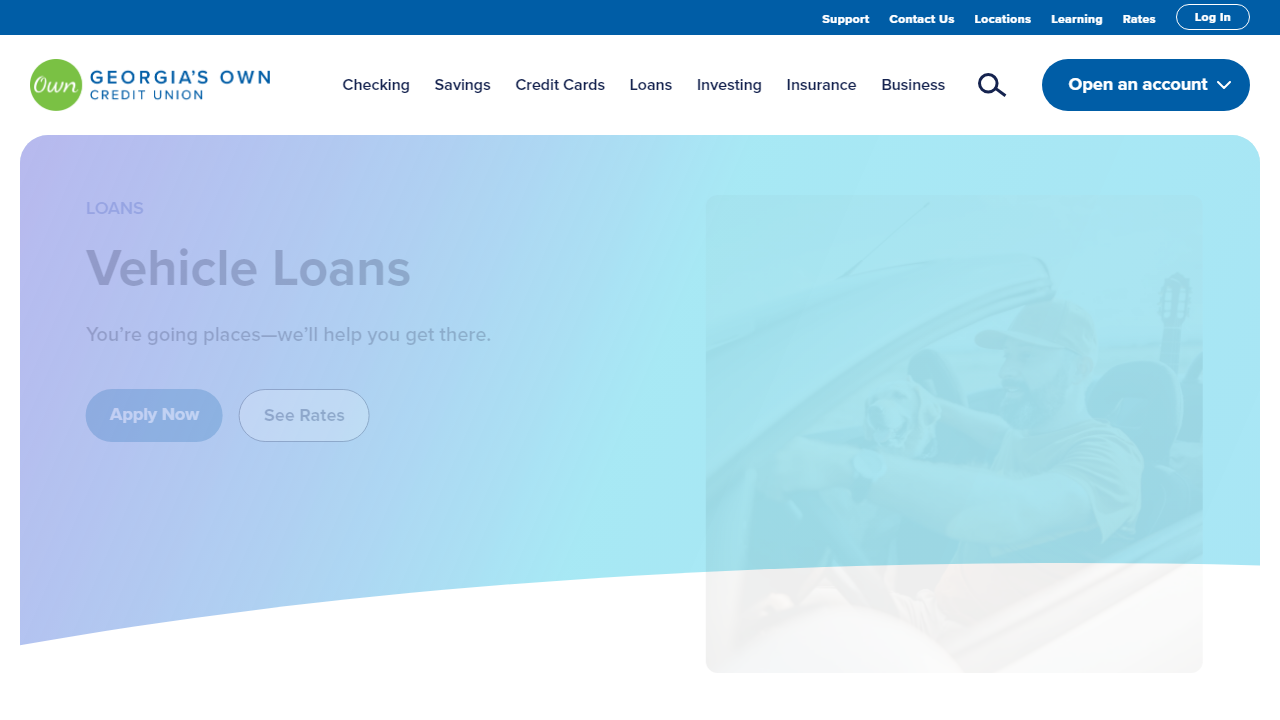 Support Contact Us Locations Learning Rates Log In
Own GEORGIA'S OWN
CREDIT UNION
Checking Savings Credit Cards Loans Investing Insurance Business Open an account
LOANS
Vehicle Loans
You’re going places—we’ll help you get there.
Apply Now See Rates